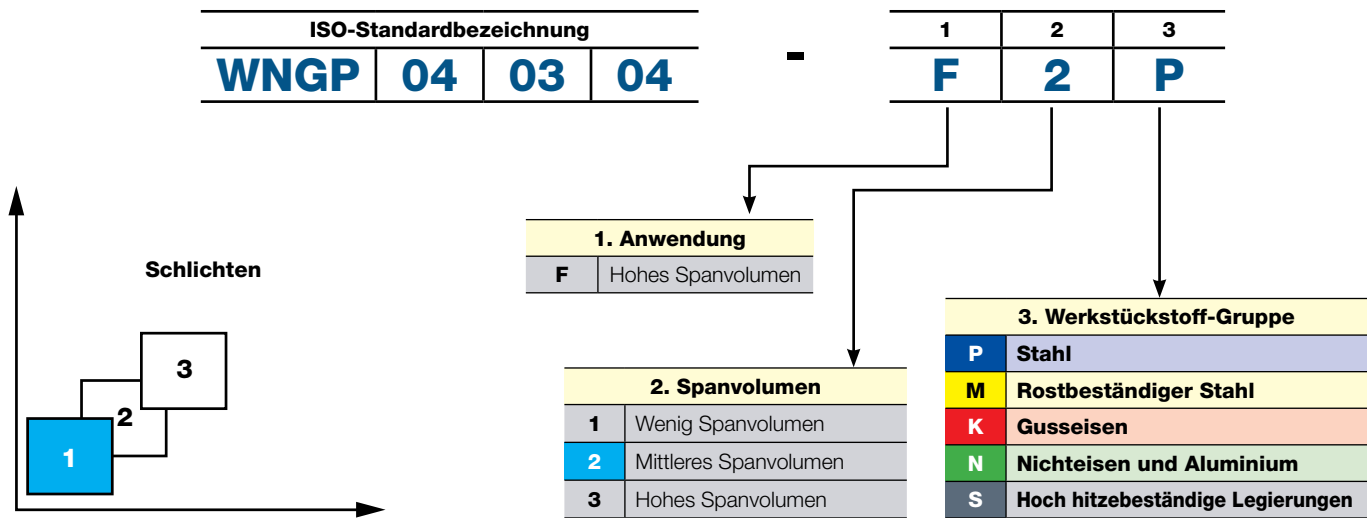 ISO-Standardbezeichnung
1 2 3
WNGP 04 03 04 - F 2 P
Schlichten
3
2
1
1. Anwendung
F Hohes Spanvolumen
2. Spanvolumen
1 Wenig Spanvolumen
2 Mittleres Spanvolumen
3 Hohes Spanvolumen
3. Werkstückstoff-Gruppe
P Stahl
M Rostbeständiger Stahl
K Gusseisen
N Nichteisen und Aluminium
S Hoch hitzebeständige Legierungen